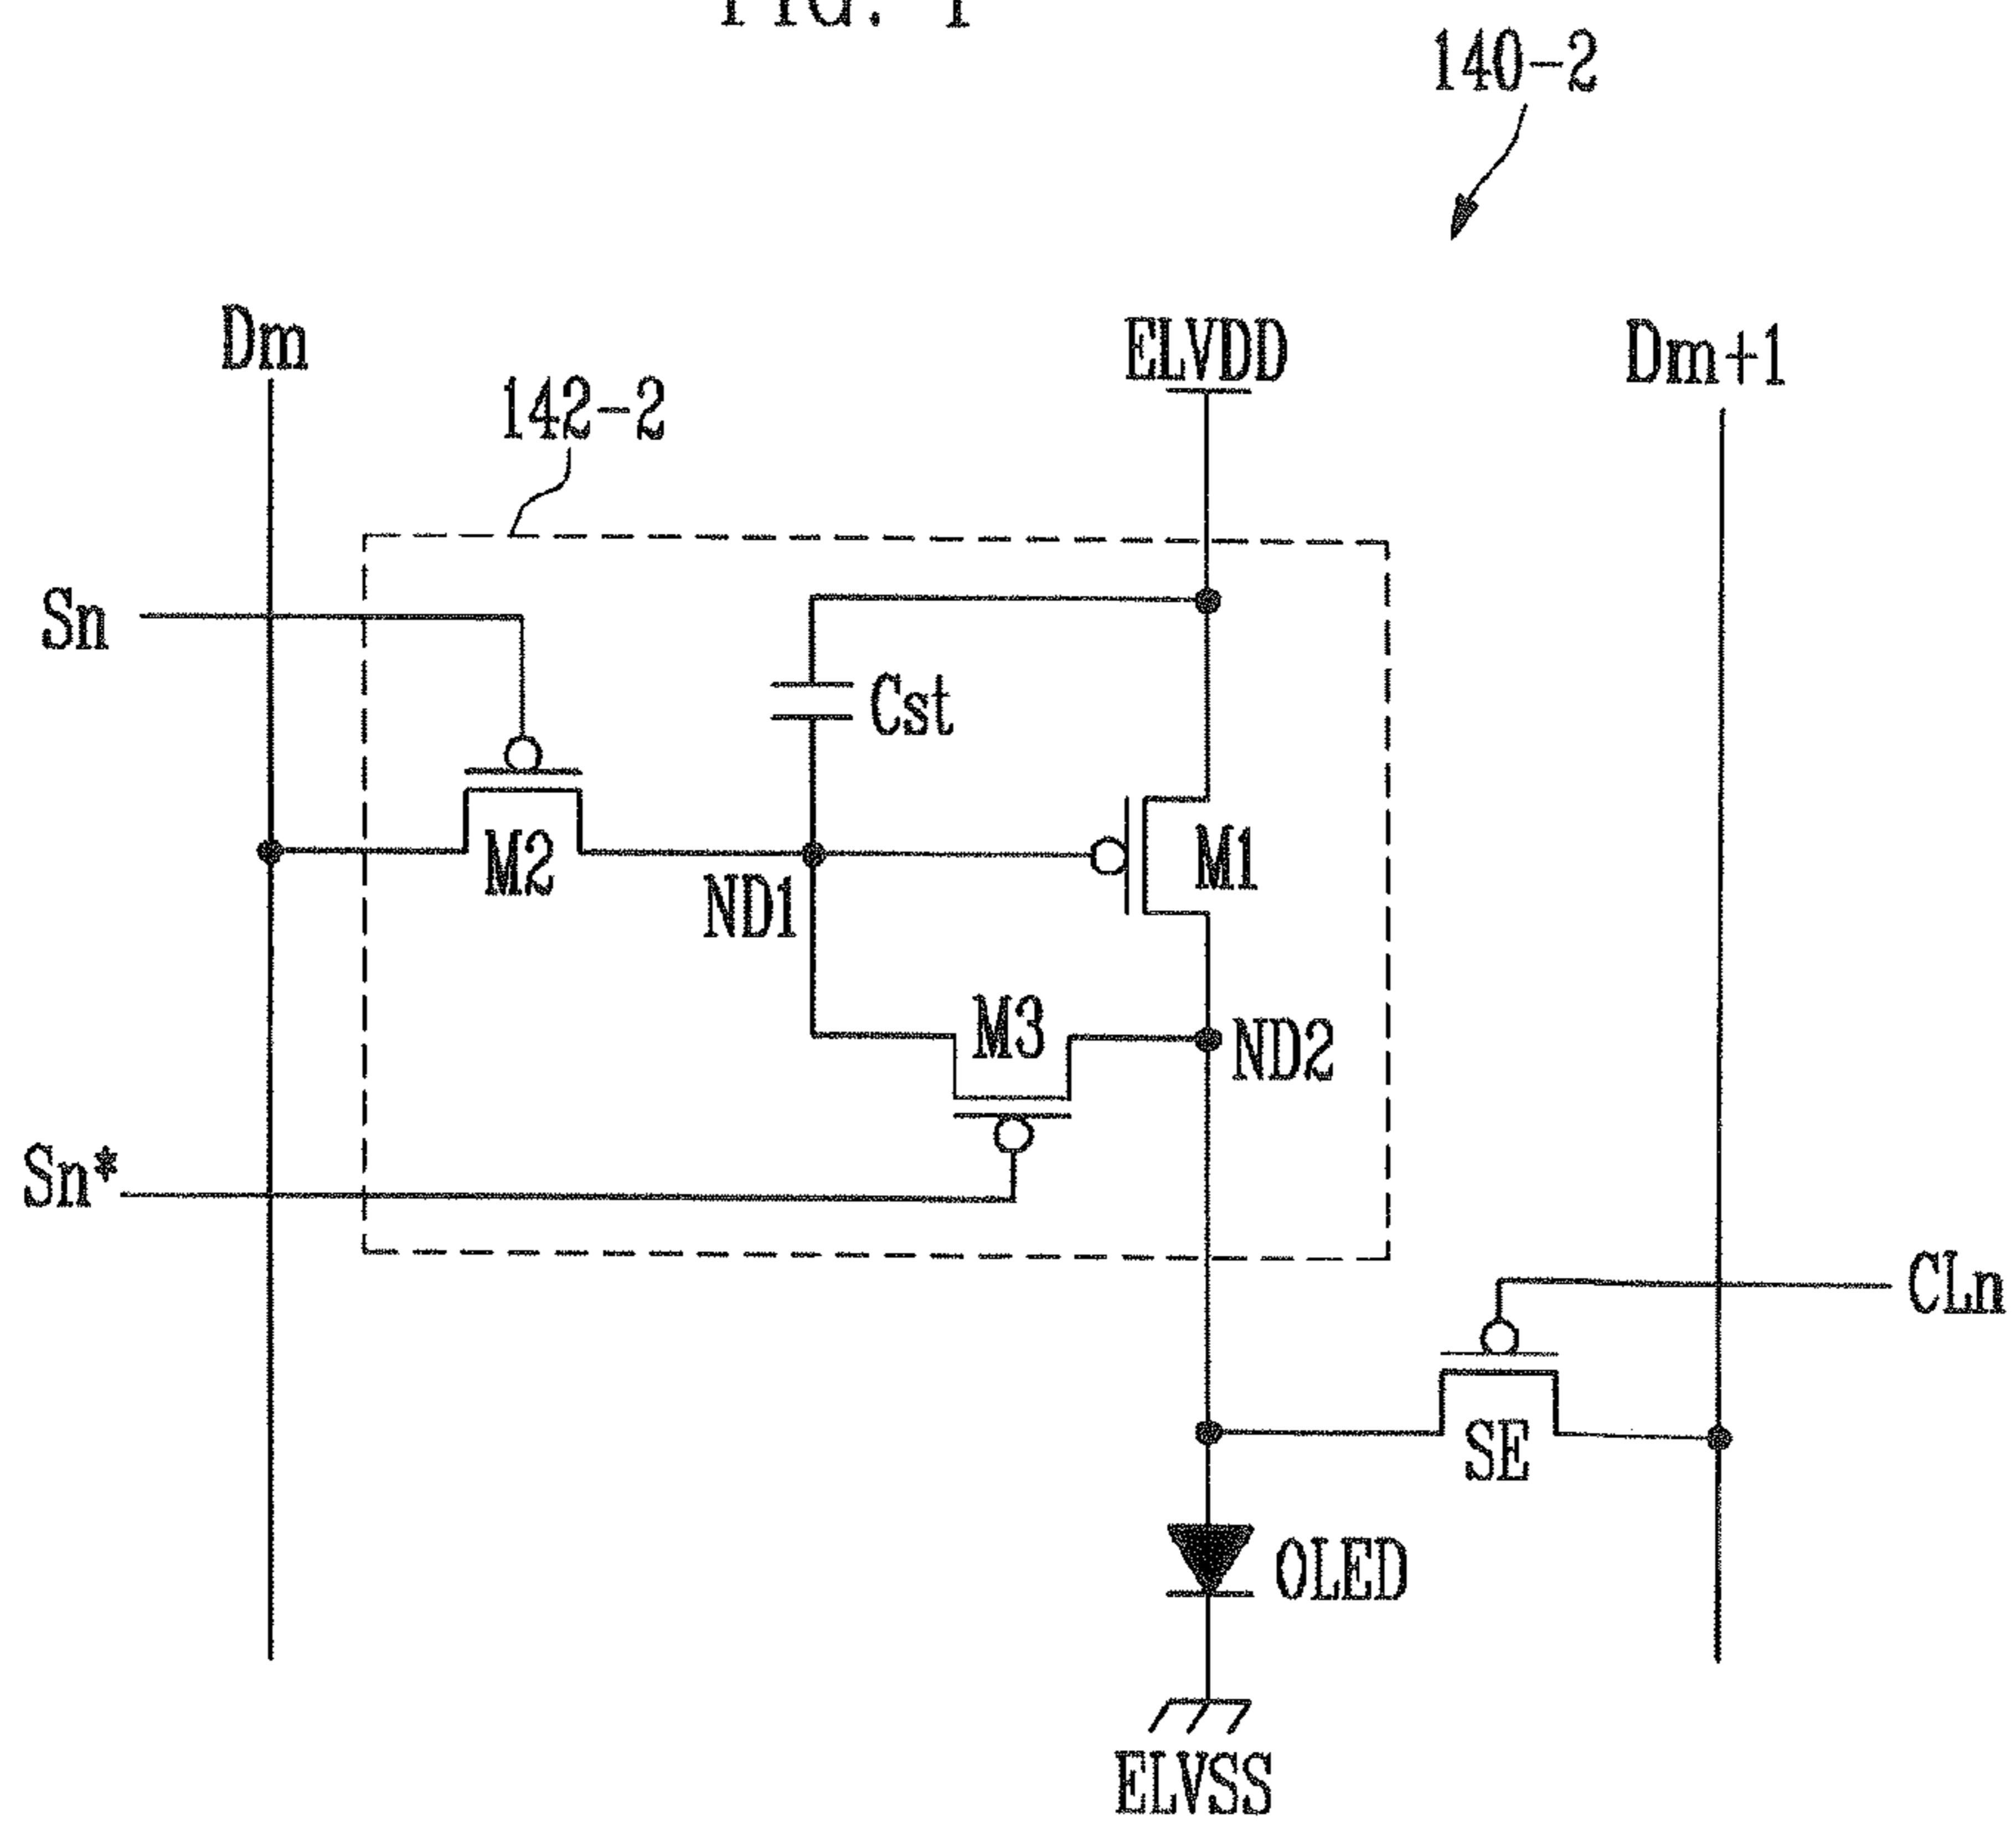 140-2
Dm
ELVDD
Dm+1
142-2
Sn
Cst
M2
M1
ND1
M3
ND2
Sn*
CLn
SE
OLED
ELVSS